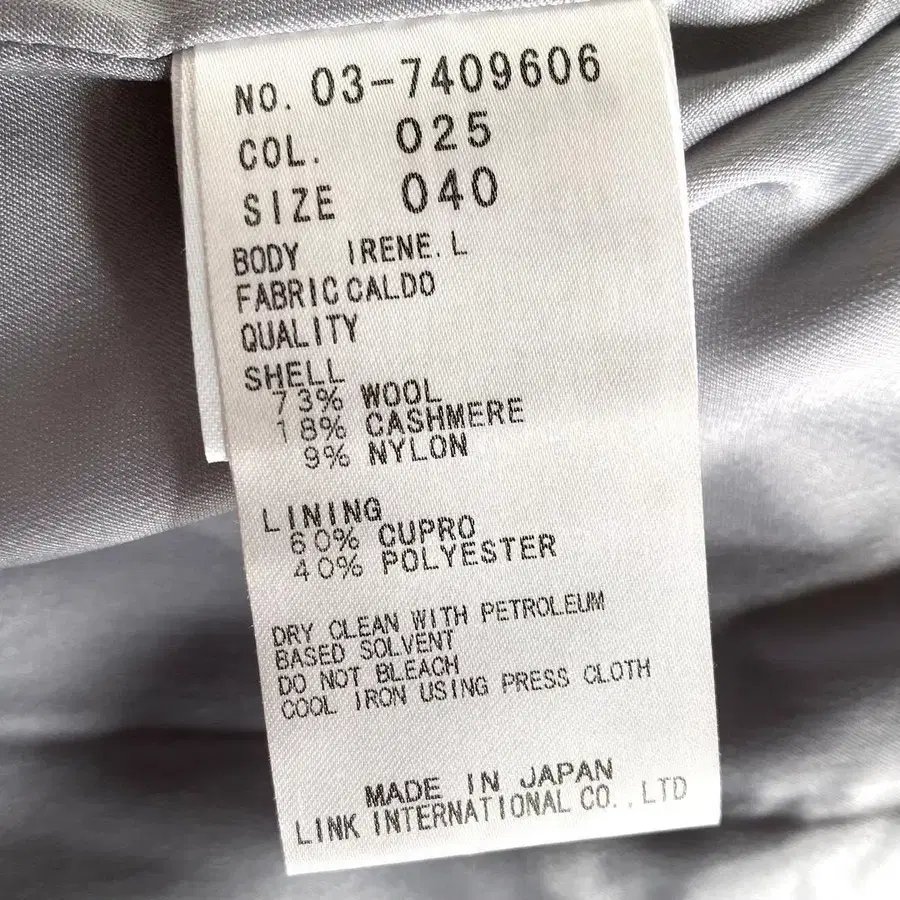 NO. 03-7409606
COL. 025
SIZE 040
BODY IRENE.L
FABRIC CALDO
QUALITY
SHELL
73% WOOL
18% CASHMERE
9% NYLON
LINING
60% CUPRO
40% POLYESTER
DRY CLEAN WITH PETROLEUM
BASED SOLVENT
DO NOT BLEACH
COOL IRON USING PRESS CLOTH
MADE IN JAPAN
LINK INTERNATIONAL CO.,LTD